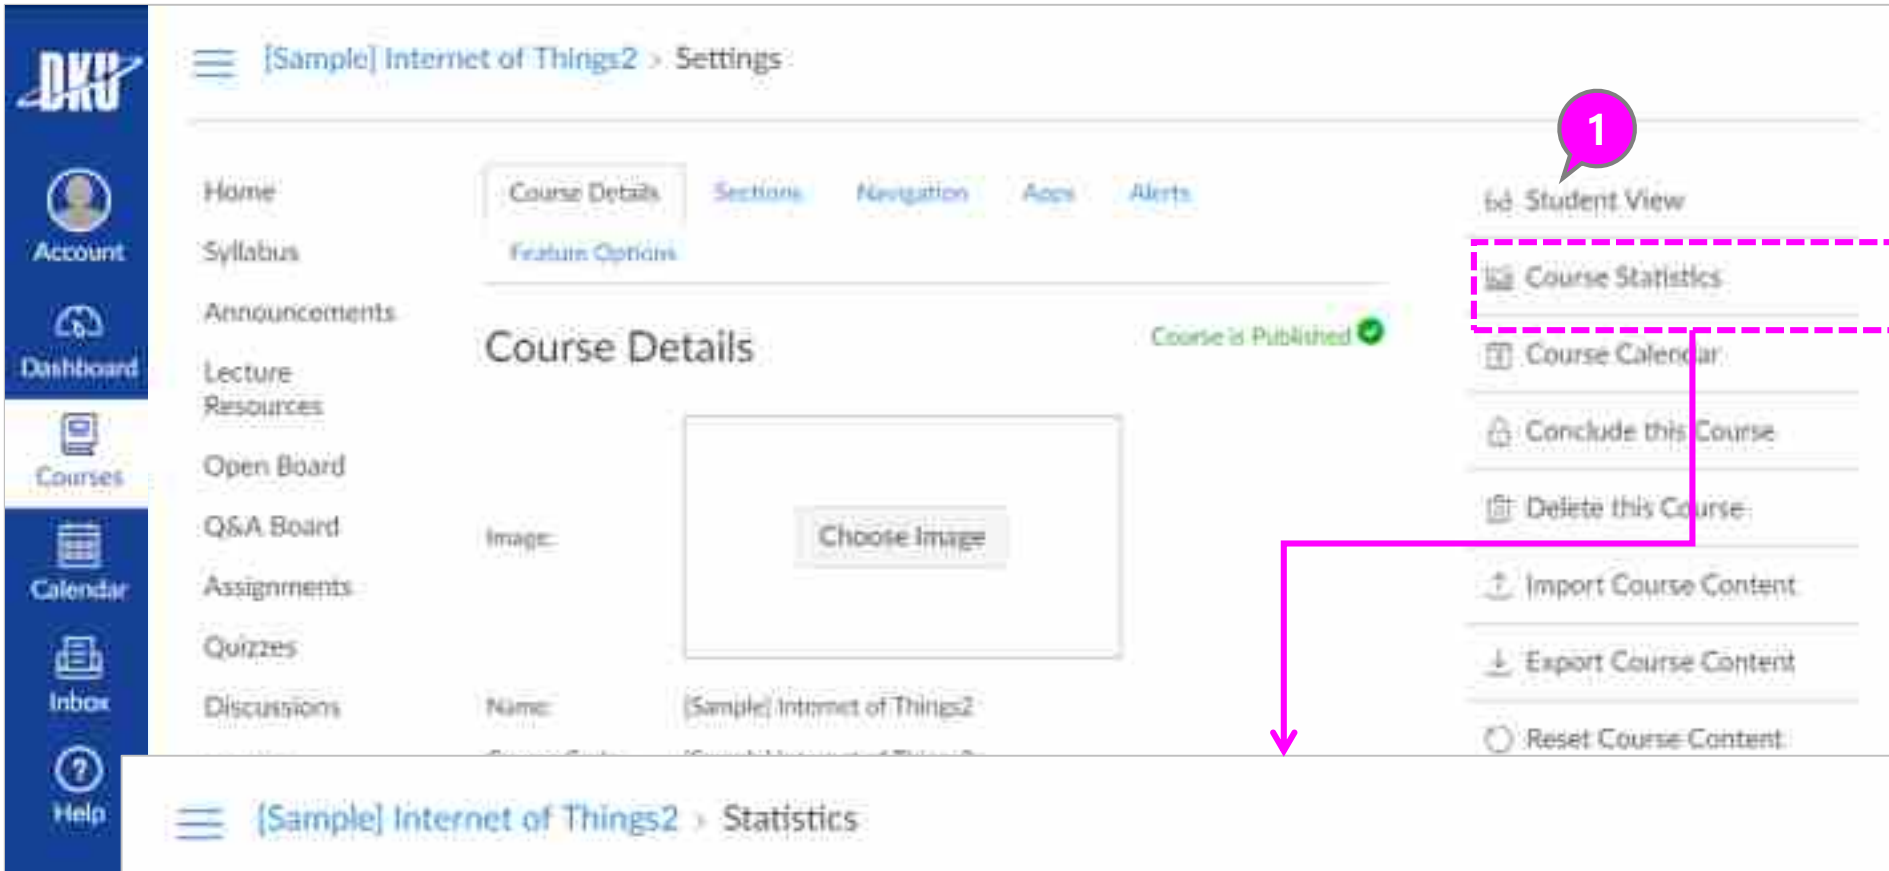 DKU
[Sample] Internet of Things2 › Settings
1
Account
Dashboard
Courses
Calendar
Inbox
Help
Home
Syllabus
Announcements
Lecture
Resources
Open Board
Q&A Board
Assignments
Quizzes
Discussions
Course Details Sections Navigation Apps Alerts
Feature Options
Course Details
Course is Published
Image:
Choose Image
Name: [Sample] Internet of Things2
Student View
Course Statistics
Course Calendar
Conclude this Course
Delete this Course
Import Course Content
Export Course Content
Reset Course Content
[Sample] Internet of Things2 › Statistics